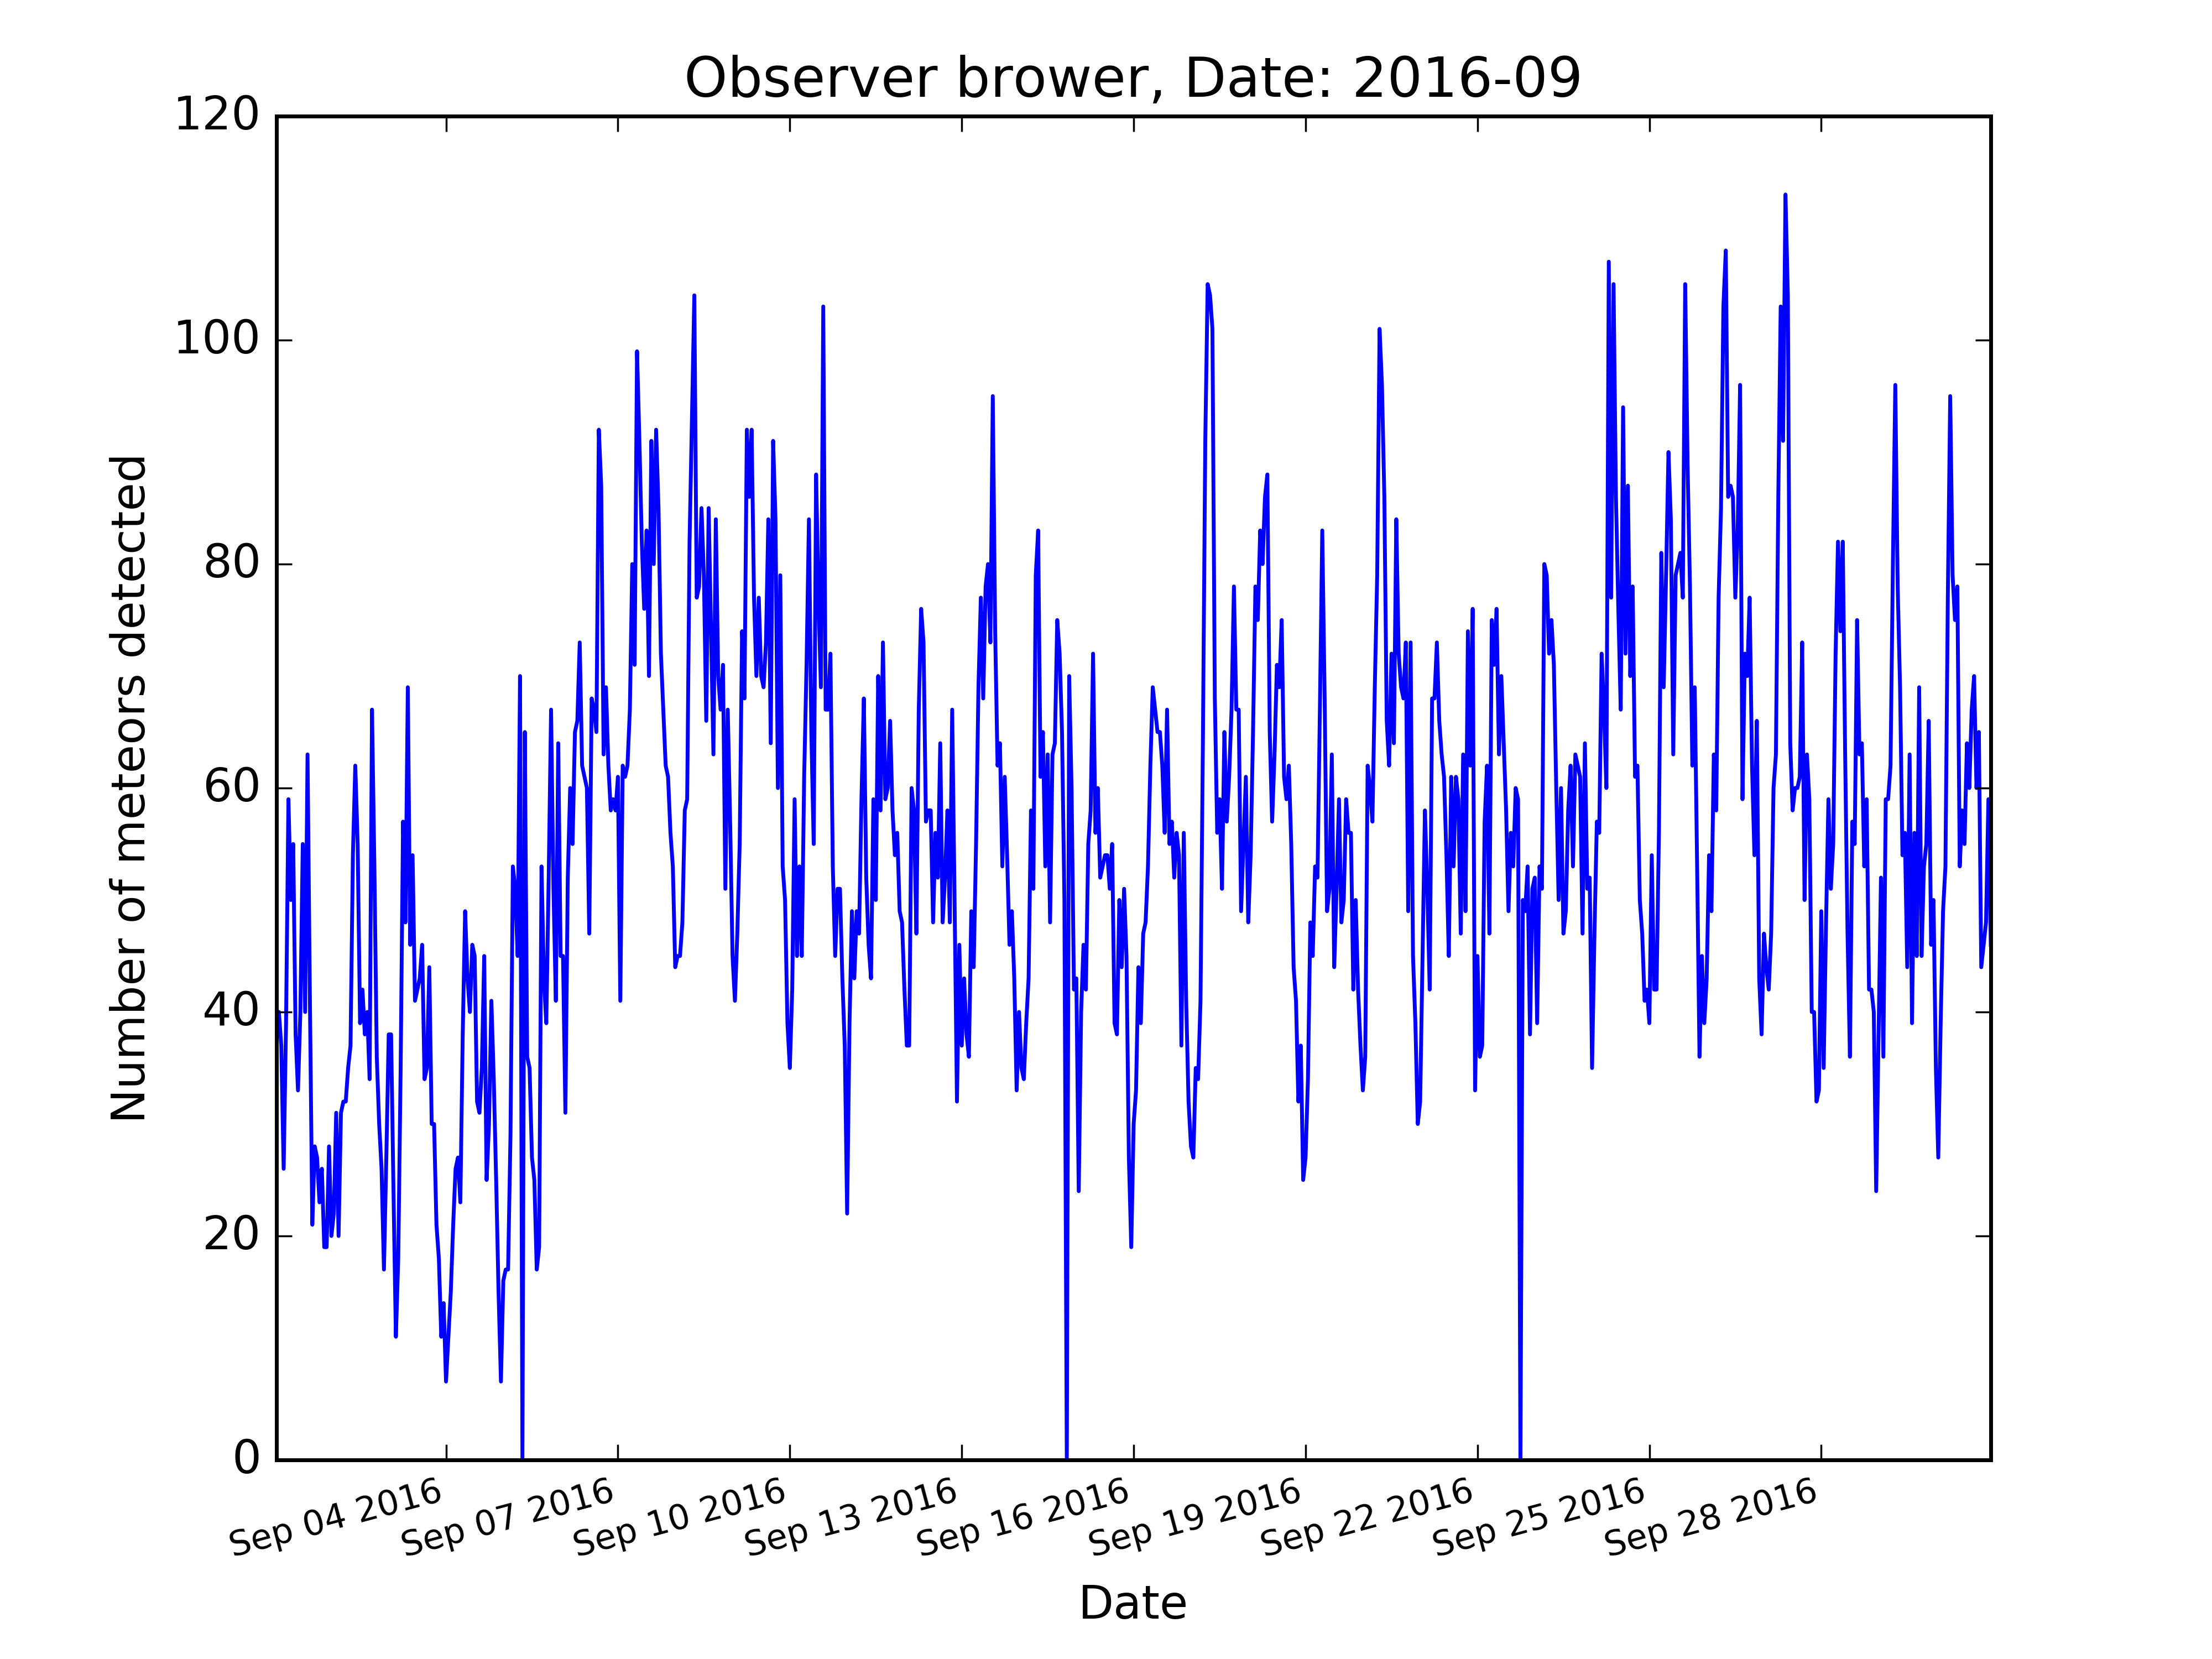 Observer brower, Date: 2016-09
120
100
80
60
40
20
0
Number of meteors detected
Sep 04 2016
Sep 07 2016
Sep 10 2016
Sep 13 2016
Sep 16 2016
Sep 19 2016
Sep 22 2016
Sep 25 2016
Sep 28 2016
Date